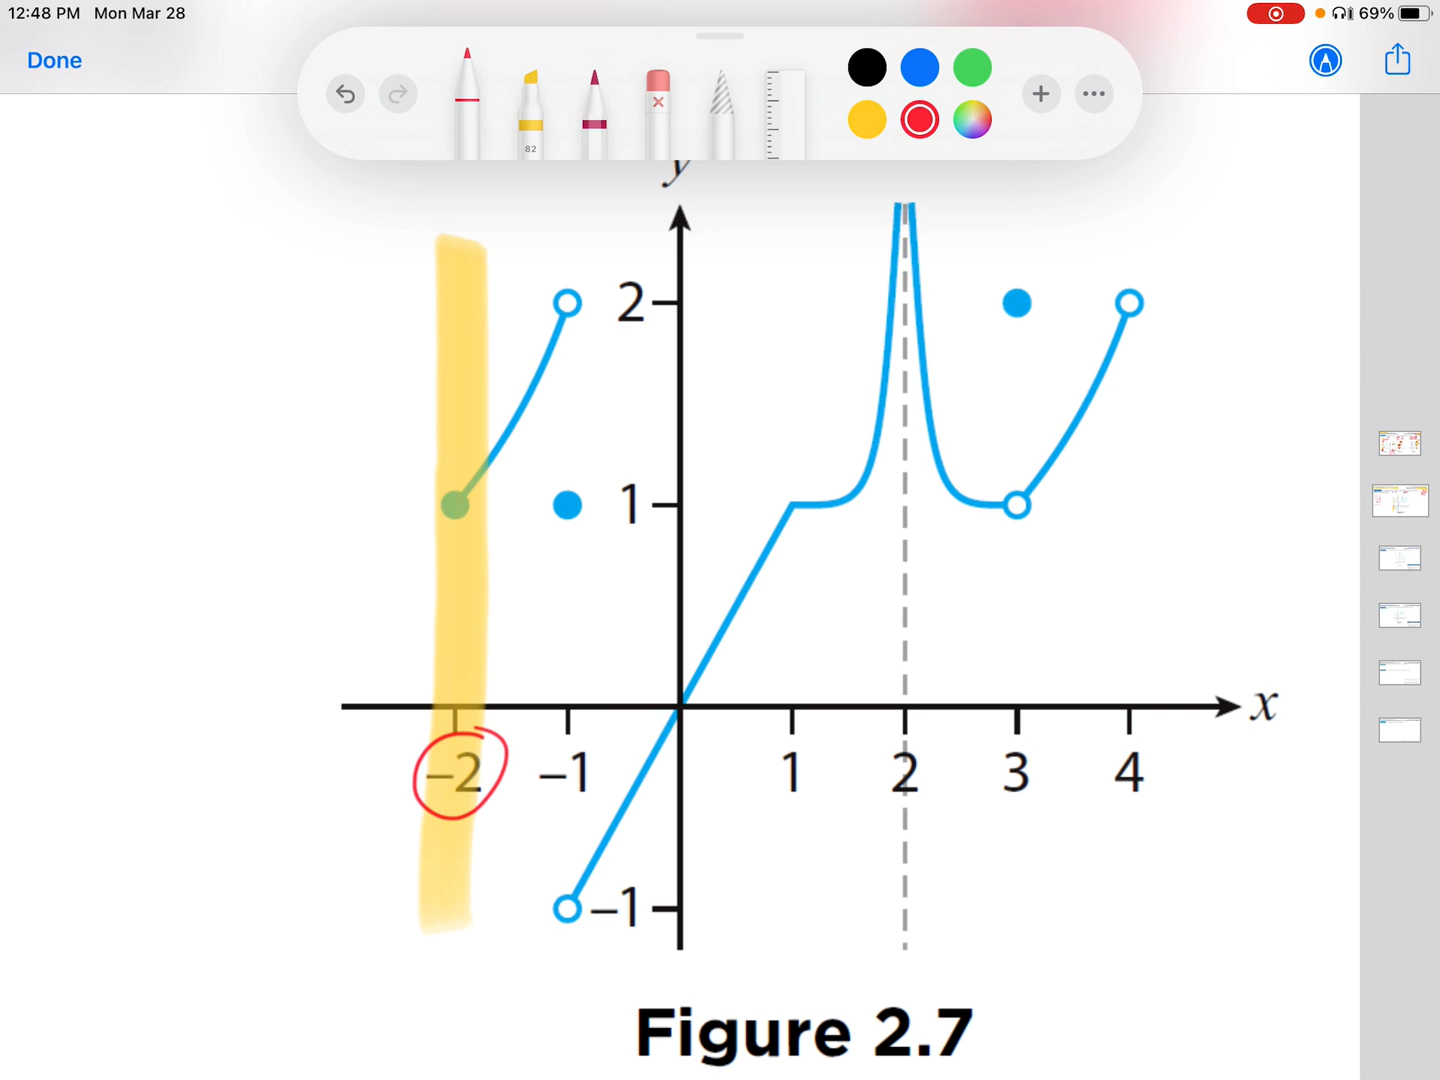 12:48 PM Mon Mar 28
69%
Done
82
y
2
1
x
−2 −1 1 2 3 4
−1
Figure 2.7